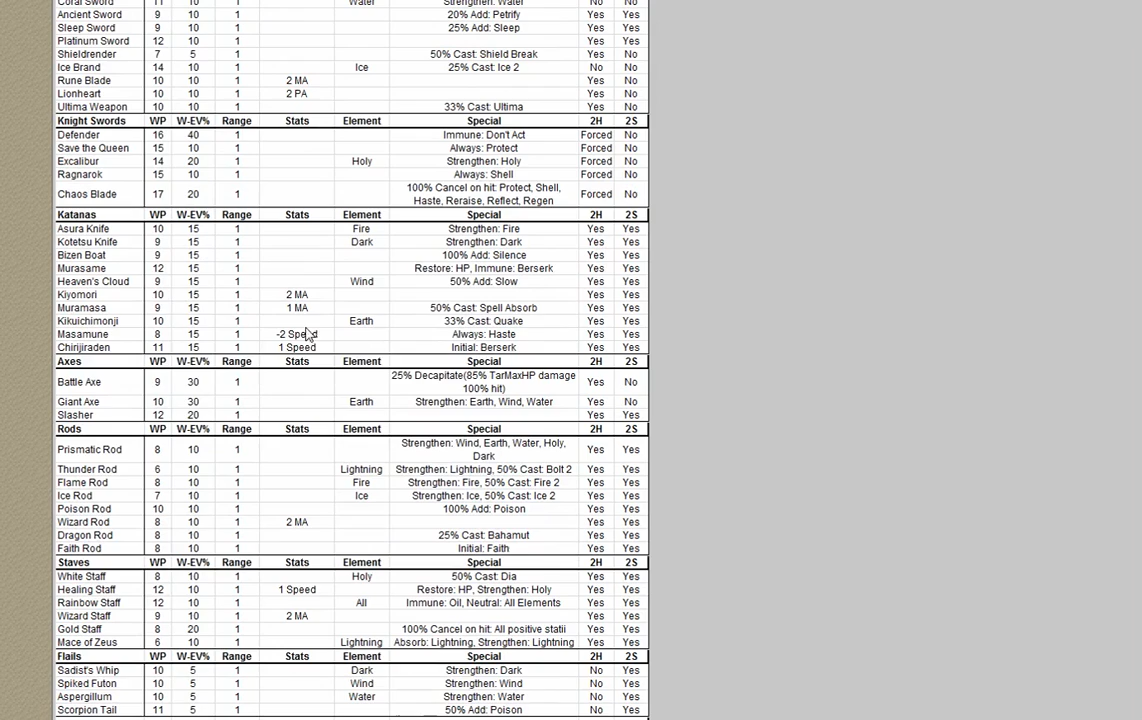 Coral Sword 11 10 1 Water Strengthen: Water No No
Ancient Sword 9 10 1 20% Add: Petrify Yes Yes
Sleep Sword 9 10 1 25% Add: Sleep Yes Yes
Platinum Sword 12 10 1 Yes Yes
Shieldrender 7 5 1 50% Cast: Shield Break Yes No
Ice Brand 14 10 1 Ice 25% Cast: Ice 2 No No
Rune Blade 10 10 1 2 MA Yes No
Lionheart 10 10 1 2 PA Yes No
Ultima Weapon 10 10 1 33% Cast: Ultima Yes No
Knight Swords WP W-EV% Range Stats Element Special 2H 2S
Defender 16 40 1 Immune: Don't Act Forced No
Save the Queen 15 10 1 Always: Protect Forced No
Excalibur 14 20 1 Holy Strengthen: Holy Forced No
Ragnarok 15 10 1 Always: Shell Forced No
Chaos Blade 17 20 1 100% Cancel on hit: Protect, Shell, Forced No
Haste, Reraise, Reflect, Regen
Katanas WP W-EV% Range Stats Element Special 2H 2S
Asura Knife 10 15 1 Fire Strengthen: Fire Yes Yes
Kotetsu Knife 9 15 1 Dark Strengthen: Dark Yes Yes
Bizen Boat 9 15 1 100% Add: Silence Yes Yes
Murasame 12 15 1 Restore: HP, Immune: Berserk Yes Yes
Heaven's Cloud 9 15 1 Wind 50% Add: Slow Yes Yes
Kiyomori 10 15 1 2 MA Yes Yes
Muramasa 9 15 1 1 MA 50% Cast: Spell Absorb Yes Yes
Kikuichimonji 10 15 1 Earth 33% Cast: Quake Yes Yes
Masamune 8 15 1 -2 Speed Always: Haste Yes Yes
Chirijiraden 11 15 1 1 Speed Initial: Berserk Yes Yes
Axes WP W-EV% Range Stats Element Special 2H 2S
Battle Axe 9 30 1 25% Decapitate(85% TarMaxHP damage Yes No
100% hit)
Giant Axe 10 30 1 Earth Strengthen: Earth, Wind, Water Yes No
Slasher 12 20 1 Yes Yes
Rods WP W-EV% Range Stats Element Special 2H 2S
Prismatic Rod 8 10 1 Strengthen: Wind, Earth, Water, Holy, Yes Yes
Dark
Thunder Rod 6 10 1 Lightning Strengthen: Lightning, 50% Cast: Bolt 2 Yes Yes
Flame Rod 8 10 1 Fire Strengthen: Fire, 50% Cast: Fire 2 Yes Yes
Ice Rod 7 10 1 Ice Strengthen: Ice, 50% Cast: Ice 2 Yes Yes
Poison Rod 10 10 1 100% Add: Poison Yes Yes
Wizard Rod 8 10 1 2 MA Yes Yes
Dragon Rod 8 10 1 25% Cast: Bahamut Yes Yes
Faith Rod 8 10 1 Initial: Faith Yes Yes
Staves WP W-EV% Range Stats Element Special 2H 2S
White Staff 8 10 1 Holy 50% Cast: Dia Yes Yes
Healing Staff 12 10 1 1 Speed Restore: HP, Strengthen: Holy Yes Yes
Rainbow Staff 12 10 1 All Immune: Oil, Neutral: All Elements Yes Yes
Wizard Staff 9 10 1 2 MA Yes Yes
Gold Staff 8 20 1 100% Cancel on hit: All positive statii Yes Yes
Mace of Zeus 6 10 1 Lightning Absorb: Lightning, Strengthen: Lightning Yes Yes
Flails WP W-EV% Range Stats Element Special 2H 2S
Sadist's Whip 10 5 1 Dark Strengthen: Dark No Yes
Spiked Futon 10 5 1 Wind Strengthen: Wind No Yes
Aspergillum 10 5 1 Water Strengthen: Water No Yes
Scorpion Tail 11 5 1 50% Add: Poison No Yes